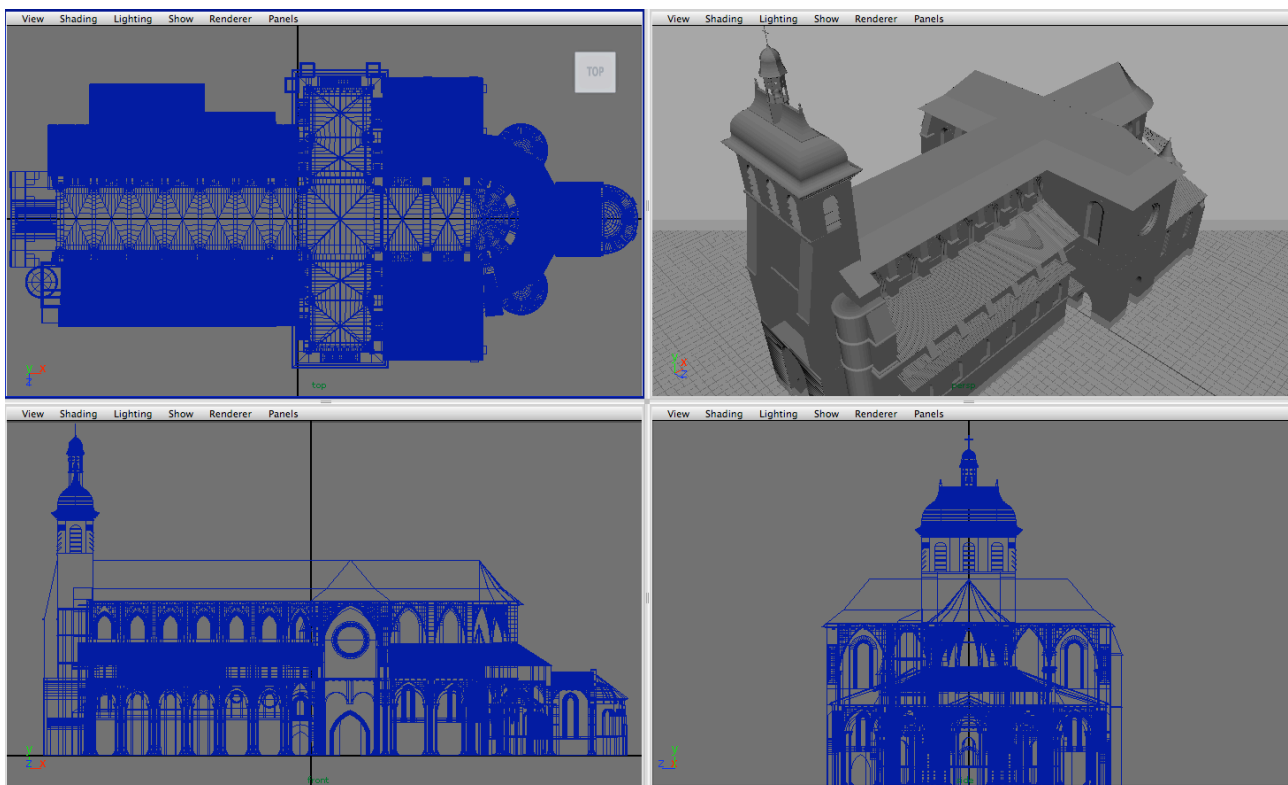 View Shading Lighting Show Renderer Panels
View Shading Lighting Show Renderer Panels
TOP
y x
z
top
y
x
z
persp
View Shading Lighting Show Renderer Panels
View Shading Lighting Show Renderer Panels
y
z x
front
y
z